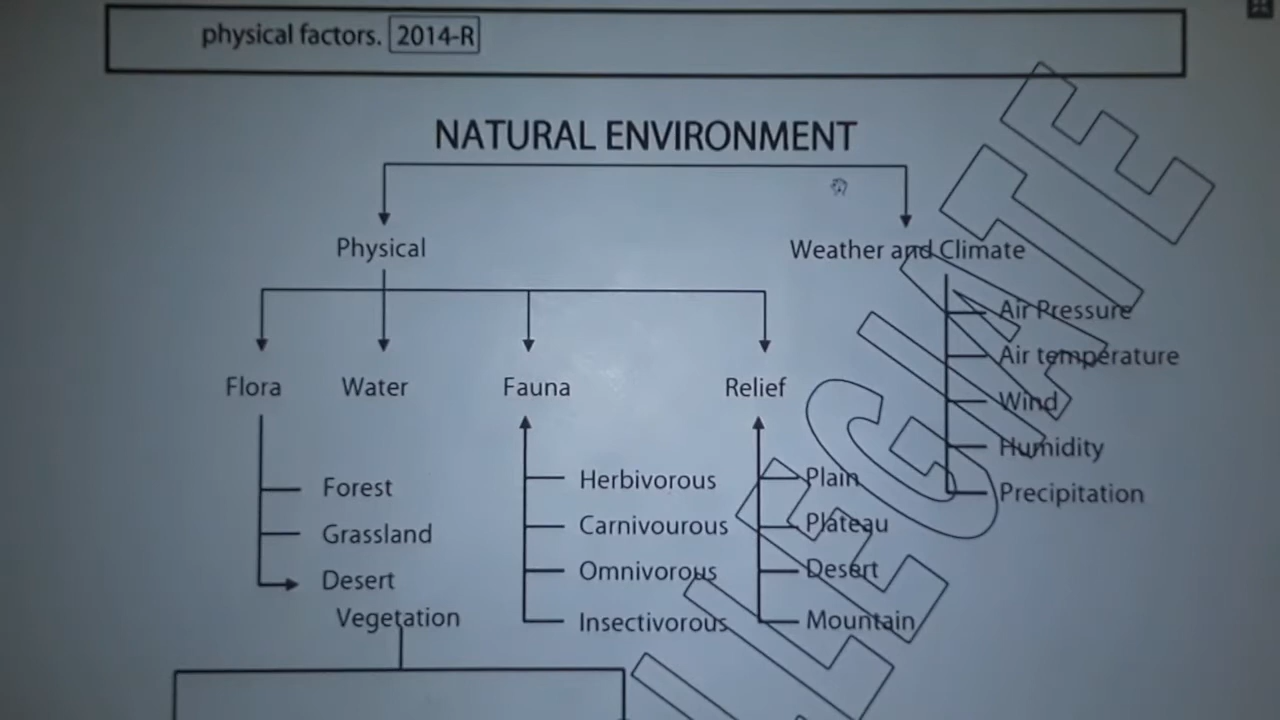 physical factors. 2014-R
NATURAL ENVIRONMENT
Physical
Weather and Climate
Air Pressure
Air temperature
Wind
Humidity
Precipitation
Flora
Water
Fauna
Relief
Forest
Grassland
Desert
Vegetation
Herbivorous
Carnivourous
Omnivorous
Insectivorous
Plain
Plateau
Desert
Mountain